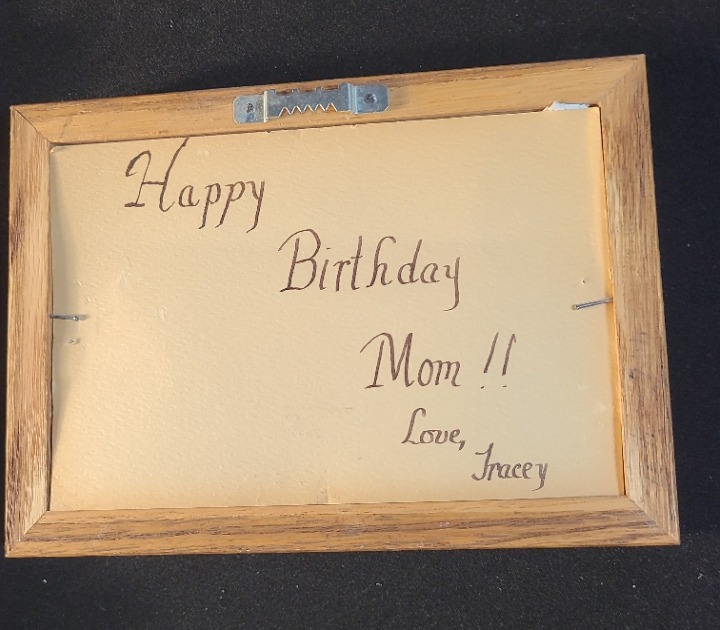 Happy
Birthday
Mom !!
Love,
Tracey